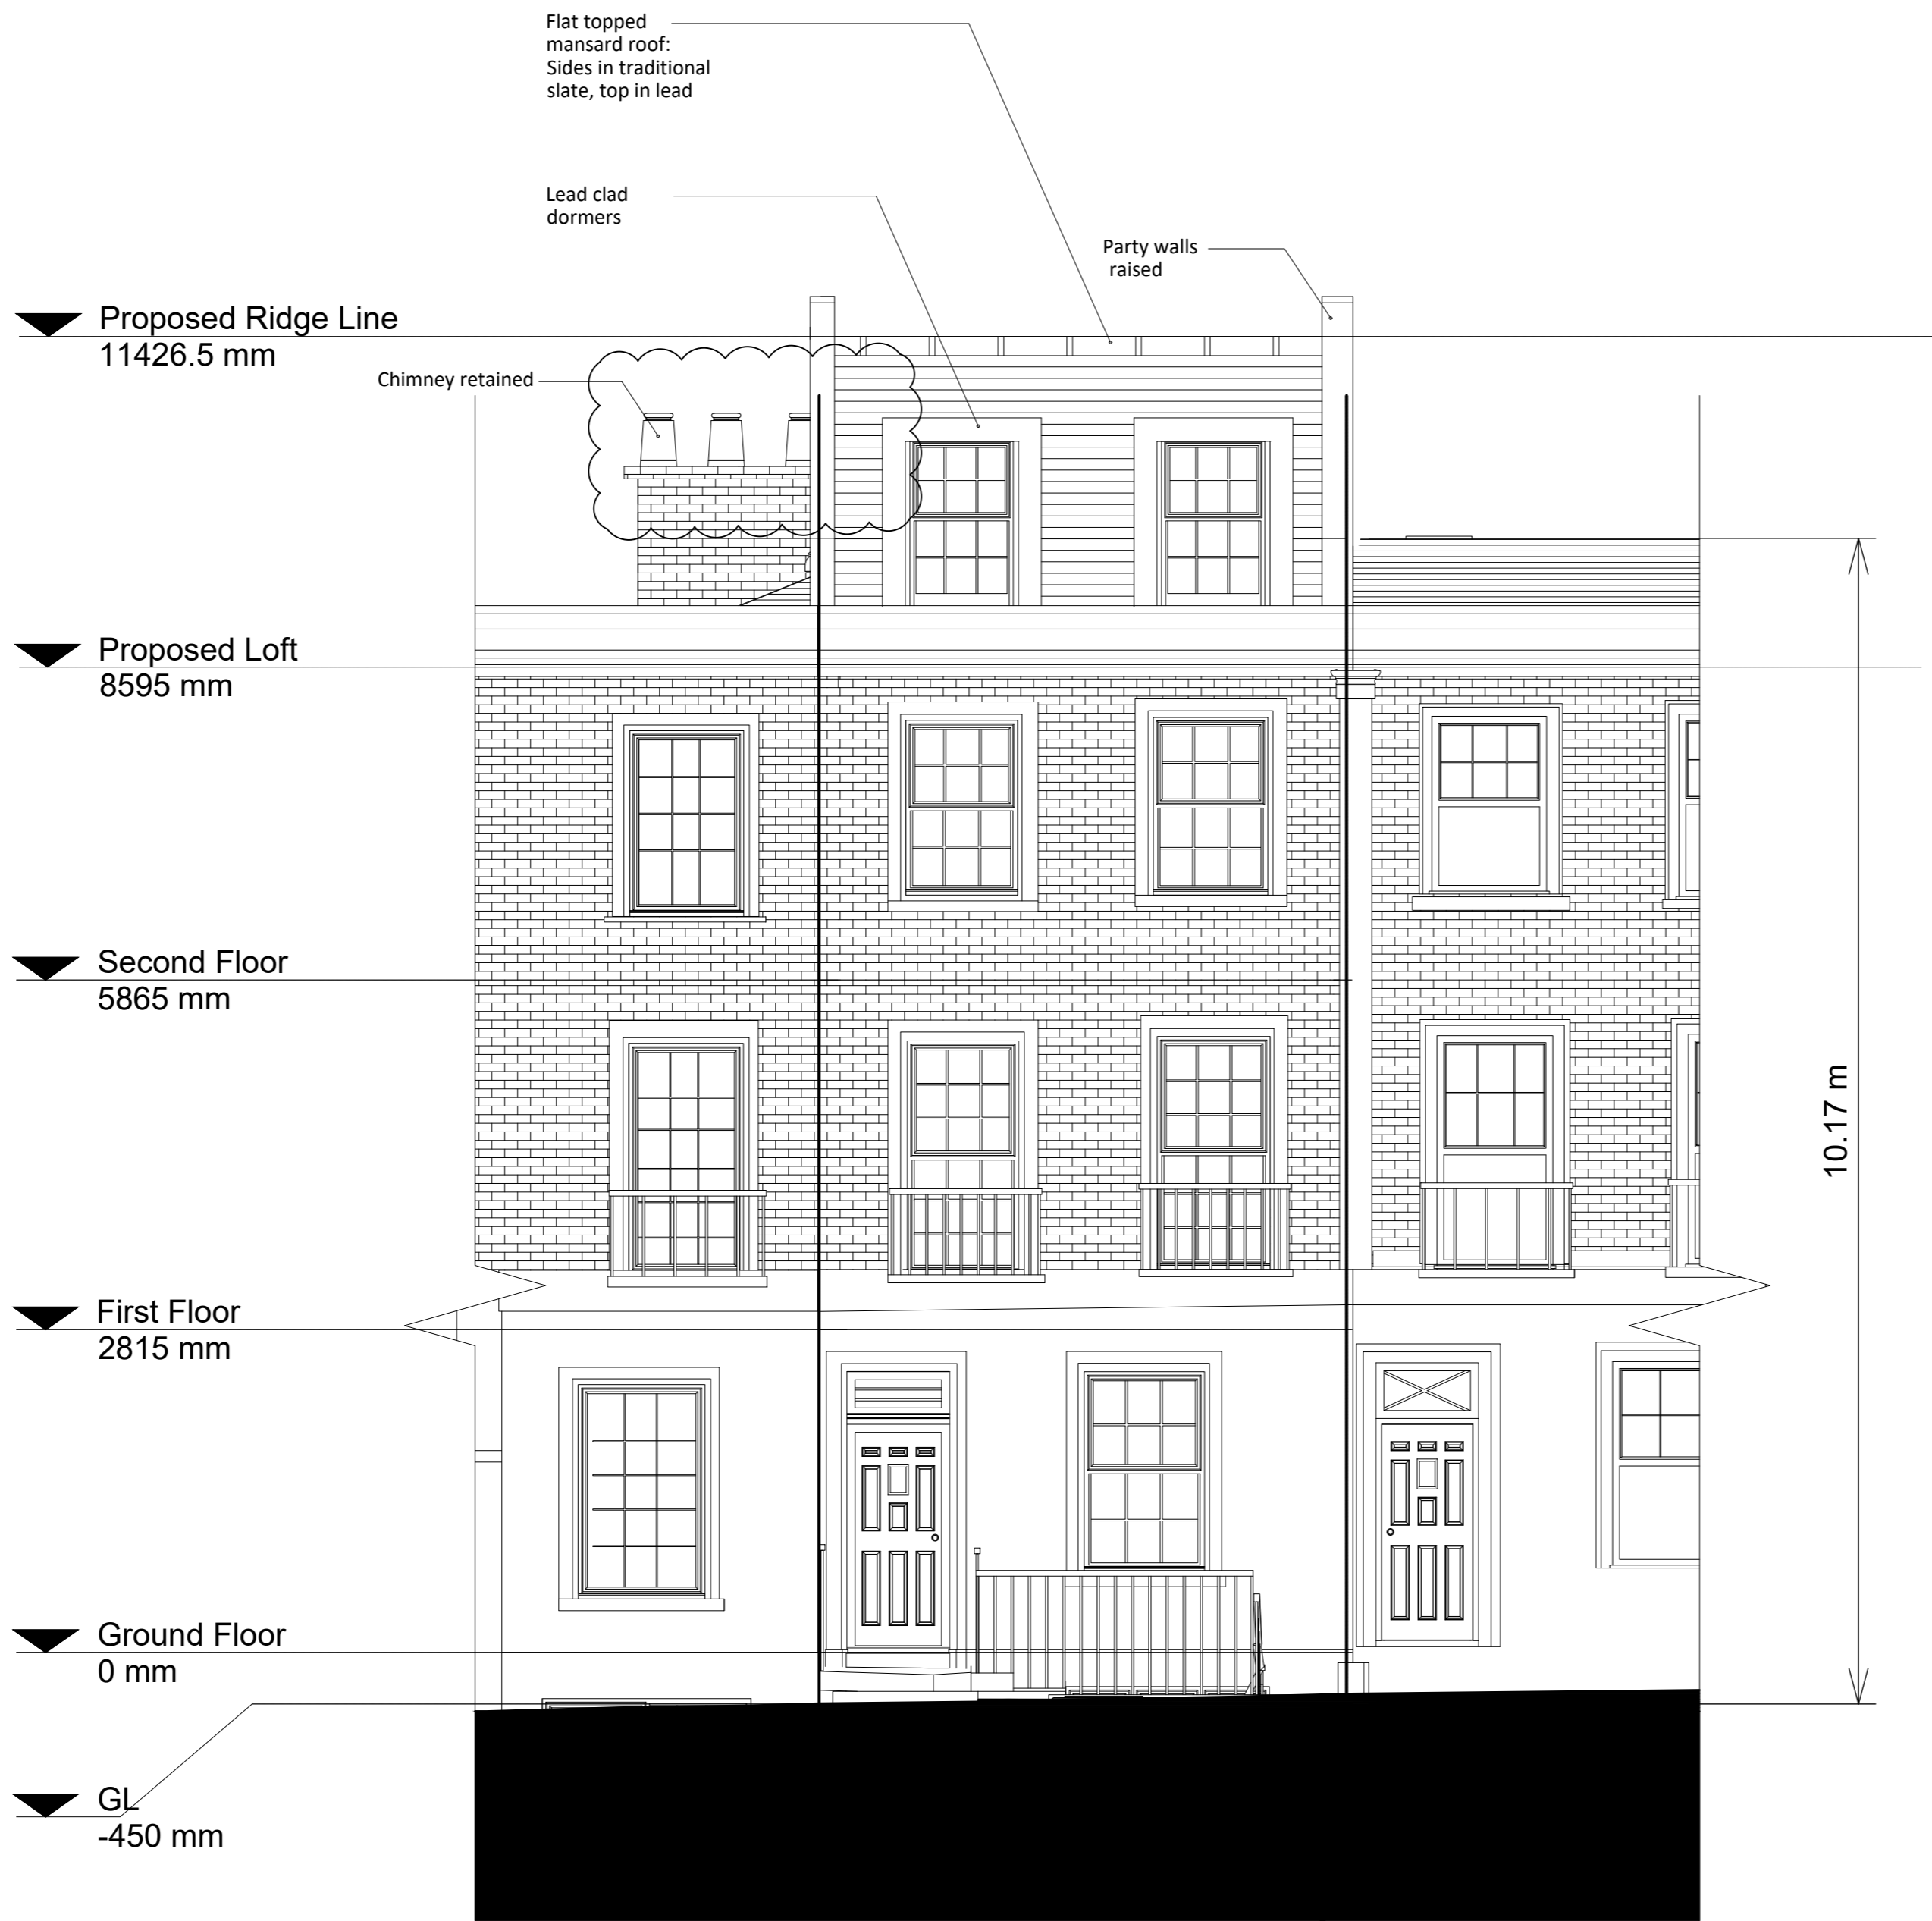 Flat topped
mansard roof:
Sides in traditional
slate, top in lead
Lead clad
dormers
Party walls
raised
Proposed Ridge Line
11426.5 mm
Chimney retained
Proposed Loft
8595 mm
Second Floor
5865 mm
10.17 m
First Floor
2815 mm
Ground Floor
0 mm
GL
-450 mm